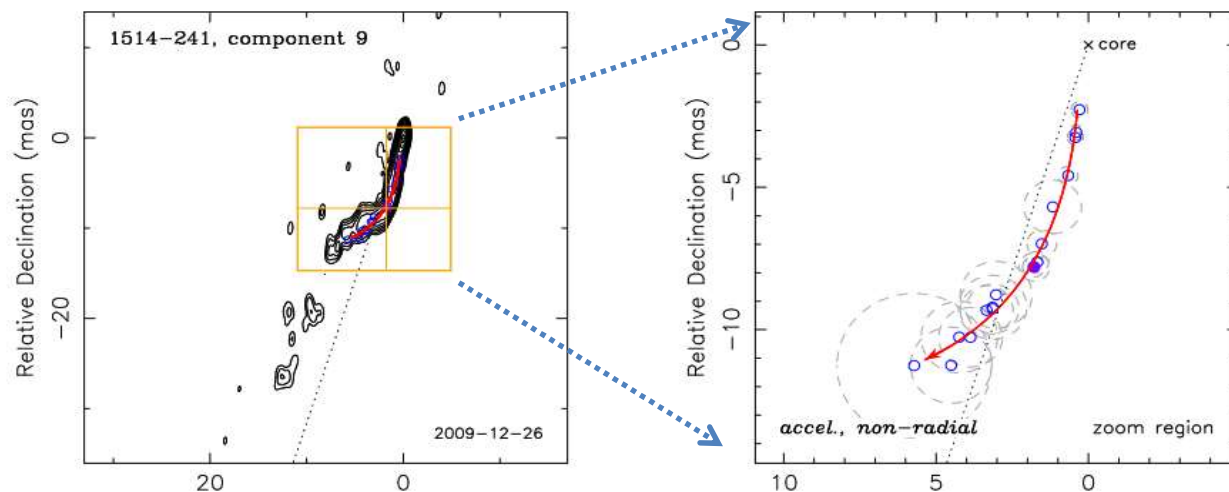 1514−241, component 9
Relative Declination (mas)
0
−20
2009−12−26
20
0
× core
Relative Declination (mas)
0
−5
−10
accel., non−radial
zoom region
10
5
0